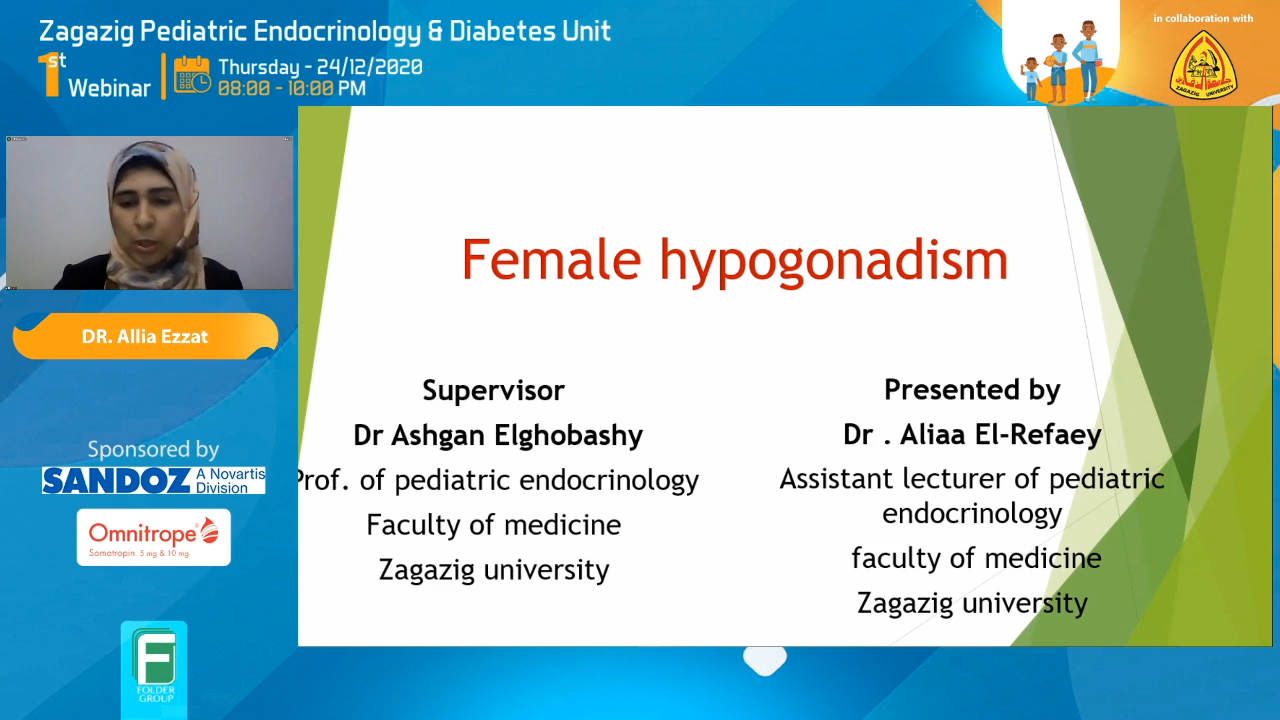 Zagazig Pediatric Endocrinology & Diabetes Unit
1st Webinar
Thursday - 24/12/2020
08:00 - 10:00 PM
in collaboration with
ZAGAZIG UNIVERSITY
DR. Allia Ezzat
Sponsored by
SANDOZ A Novartis
Division
Omnitrope
Somatropin 5 mg & 10 mg
F
FOLDER
GROUP
Female hypogonadism
Supervisor
Dr Ashgan Elghobashy
Prof. of pediatric endocrinology
Faculty of medicine
Zagazig university
Presented by
Dr . Aliaa El-Refaey
Assistant lecturer of pediatric
endocrinology
faculty of medicine
Zagazig university